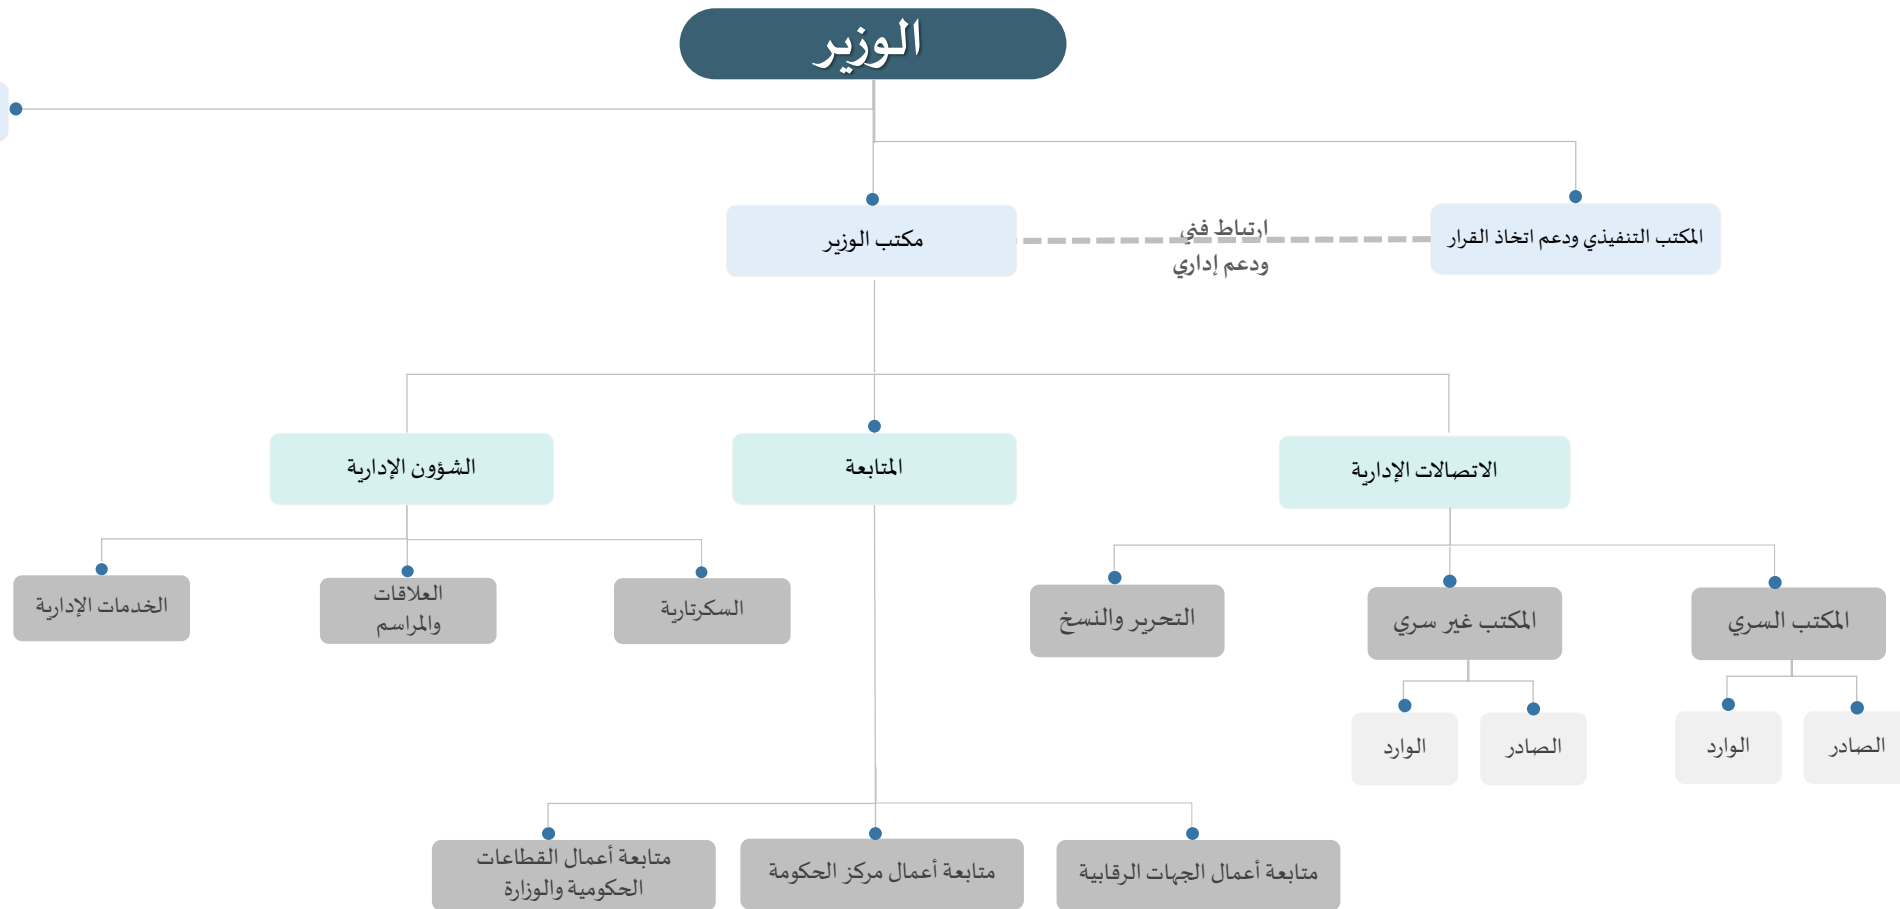 الوزير
المكتب التنفيذي ودعم اتخاذ القرار
ارتباط فني
ودعم إداري
مكتب الوزير
الاتصالات الإدارية
المتابعة
الشؤون الإدارية
المكتب السري
المكتب غير سري
التحرير والنسخ
السكرتارية
العلاقات
والمراسم
الخدمات الإدارية
الصادر
الوارد
الصادر
الوارد
متابعة أعمال الجهات الرقابية
متابعة أعمال مركز الحكومة
متابعة أعمال القطاعات
الحكومية والوزارة